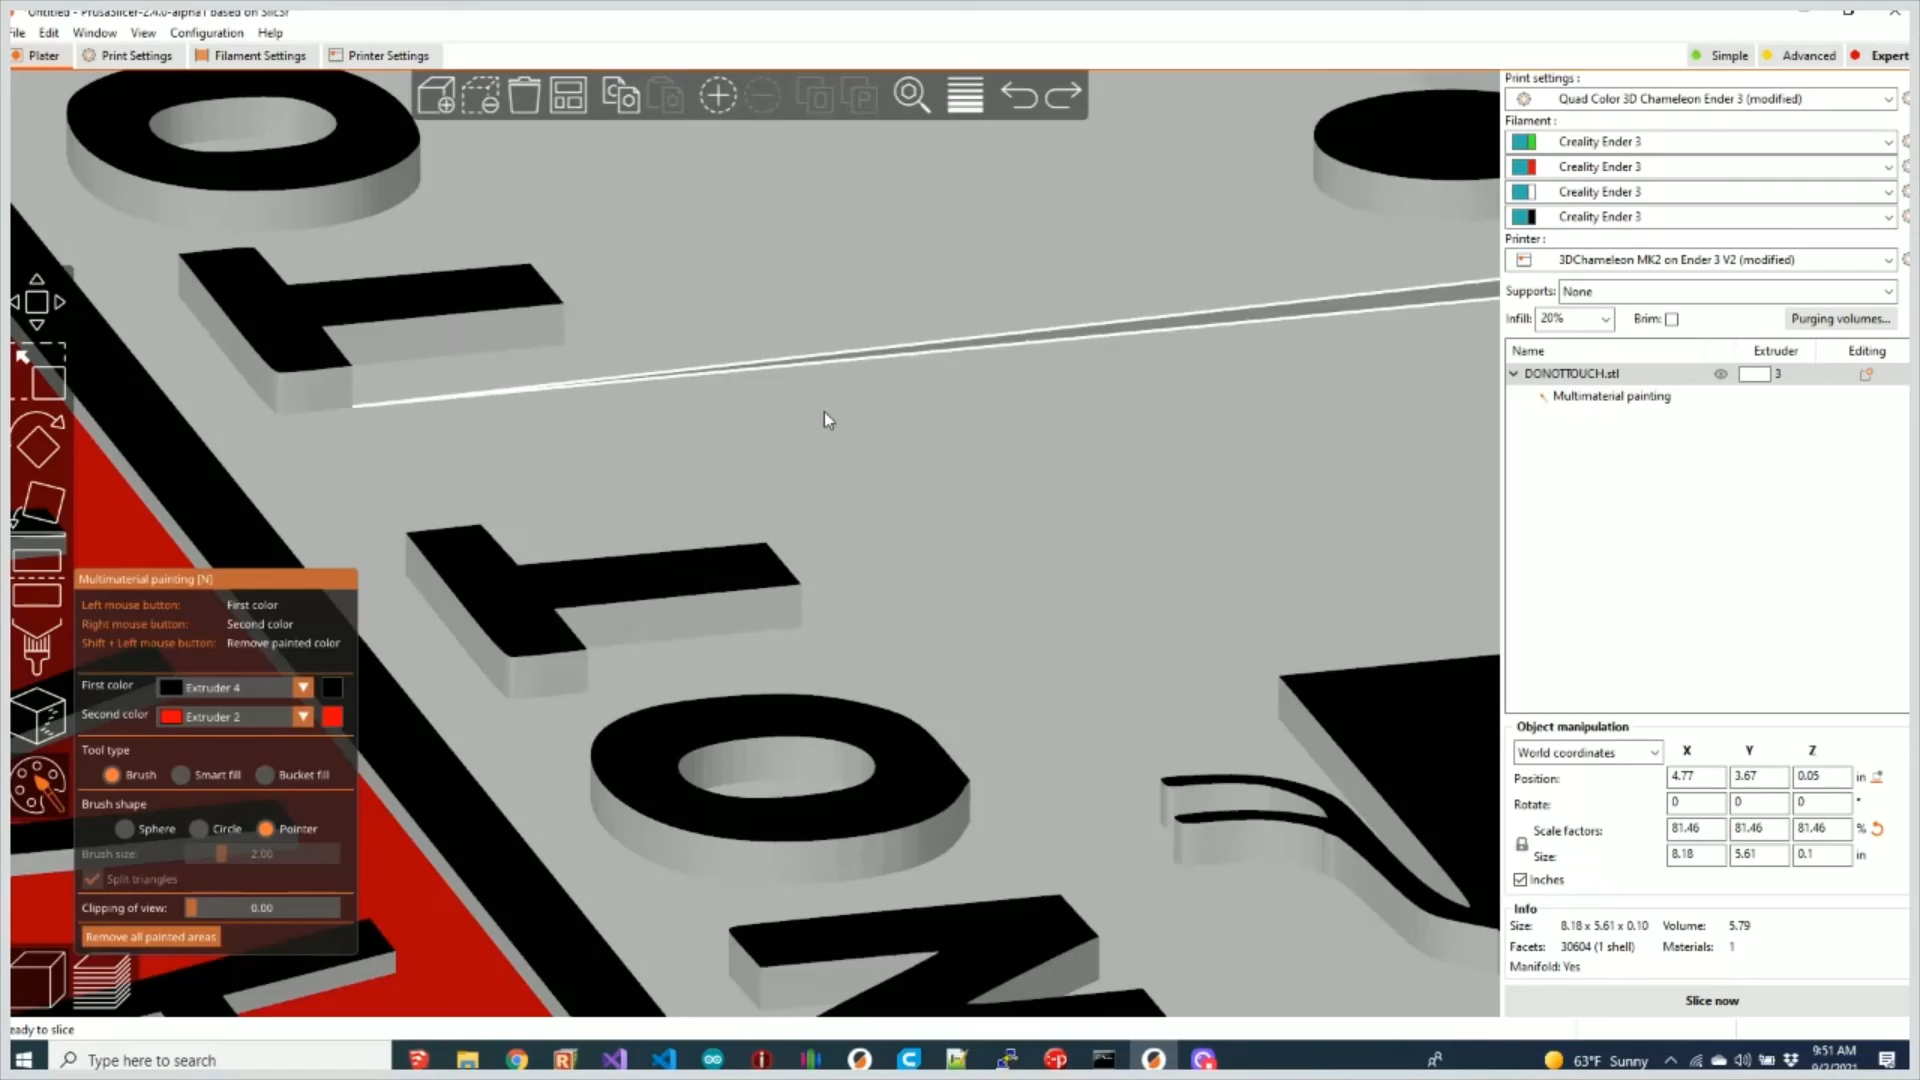 Untitled - PrusaSlicer-2.4.0-alpha1 based on Slic3r
File Edit Window View Configuration Help
Plater Print Settings Filament Settings Printer Settings
Simple Advanced Expert
Print settings :
Quad Color 3D Chameleon Ender 3 (modified)
Filament :
Creality Ender 3
Creality Ender 3
Creality Ender 3
Creality Ender 3
Printer :
3DChameleon MK2 on Ender 3 V2 (modified)
Supports: None
Infill: 20% Brim: Purging volumes...
Name Extruder Editing
DONOTTOUCH.stl 3
Multimaterial painting
O
T
T
O
Multimaterial painting [N]
Left mouse button: First color
Right mouse button: Second color
Shift + Left mouse button: Remove painted color
First color Extruder 4
Second color Extruder 2
Tool type
Brush Smart fill Bucket fill
Brush shape
Sphere Circle Pointer
Brush size: 2.00
Split triangles
Clipping of view: 0.00
Remove all painted areas
Object manipulation
World coordinates X Y Z
Position: 4.77 3.67 0.05 in
Rotate: 0 0 0 °
Scale factors: 81.46 81.46 81.46 %
Size: 8.18 5.61 0.1 in
Inches
Info
Size: 8.18 x 5.61 x 0.10 Volume: 5.79
Facets: 30604 (1 shell) Materials: 1
Manifold: Yes
Slice now
eady to slice
Type here to search
63°F Sunny
9:51 AM
9/2/2021